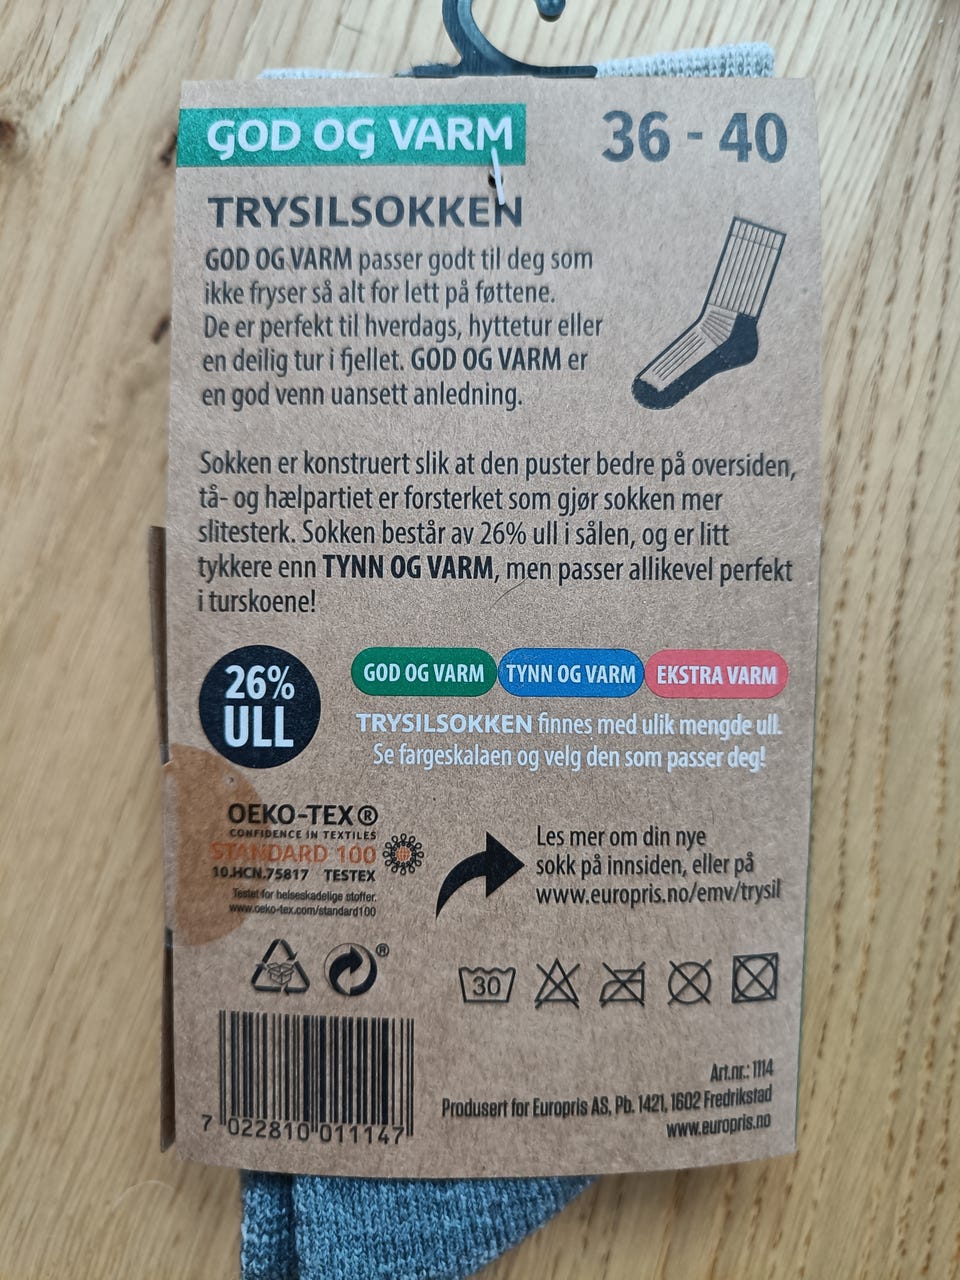 GOD OG VARM
36 - 40
TRYSILSOKKEN
GOD OG VARM passer godt til deg som
ikke fryser så alt for lett på føttene.
De er perfekt til hverdags, hyttetur eller
en deilig tur i fjellet. GOD OG VARM er
en god venn uansett anledning.
Sokken er konstruert slik at den puster bedre på oversiden,
tå- og hælpartiet er forsterket som gjør sokken mer
slitesterk. Sokken består av 26% ull i sålen, og er litt
tykkere enn TYNN OG VARM, men passer allikevel perfekt
i turskoene!
26%
ULL
GOD OG VARM TYNN OG VARM EKSTRA VARM
TRYSILSOKKEN finnes med ulik mengde ull.
Se fargeskalaen og velg den som passer deg!
OEKO-TEX®
CONFIDENCE IN TEXTILES
STANDARD 100
10.HCN.75817 TESTEX
Testet for helseskadelige stoffer.
www.oeko-tex.com/standard100
Les mer om din nye
sokk på innsiden, eller på
www.europris.no/emv/trysil
®
30
7 022810 011147
Art.nr.: 1114
Produsert for Europris AS, Pb. 1421, 1602 Fredrikstad
www.europris.no